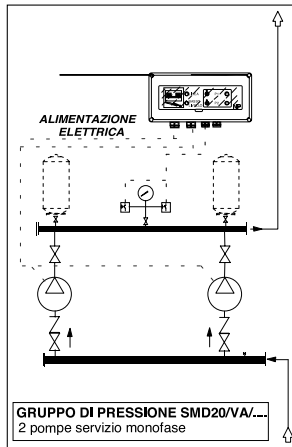 ALIMENTAZIONE
ELETTRICA
GRUPPO DI PRESSIONE SMD20/VA/....
2 pompe servizio monofase